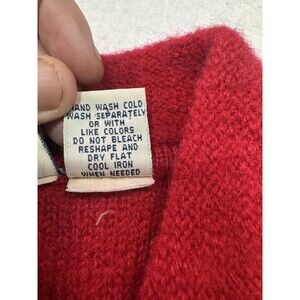 HAND WASH COLD
WASH SEPARATELY
OR WITH
LIKE COLORS
DO NOT BLEACH
RESHAPE AND
DRY FLAT
COOL IRON
WHEN NEEDED